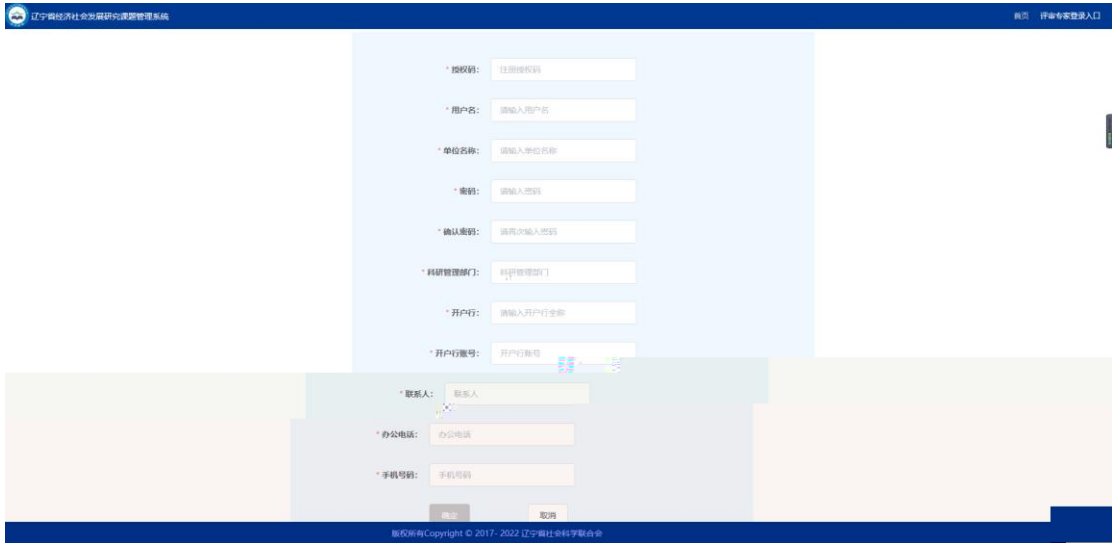 辽宁省经济社会发展研究课题管理系统
首页 评审专家登录入口
* 授权码: 注册授权码
* 用户名: 请输入用户名
* 单位名称: 请输入单位名称
* 密码: 请输入密码
* 确认密码: 请再次输入密码
* 科研管理部门: 科研管理部门
* 开户行: 请输入开户行全称
* 开户行账号: 开户行账号
* 联系人: 联系人
* 办公电话: 办公电话
* 手机号码: 手机号码
确定 取消
版权所有Copyright © 2017- 2022 辽宁省社会科学联合会